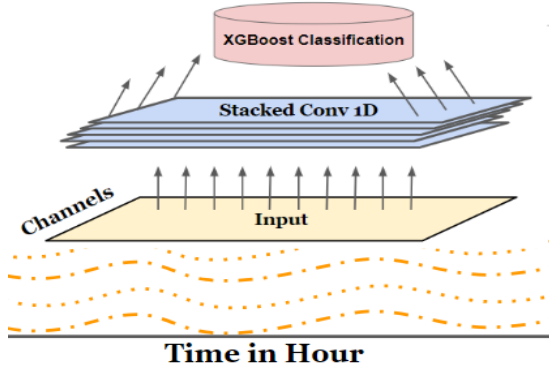 XGBoost Classification
Stacked Conv 1D
Channels
Input
Time in Hour